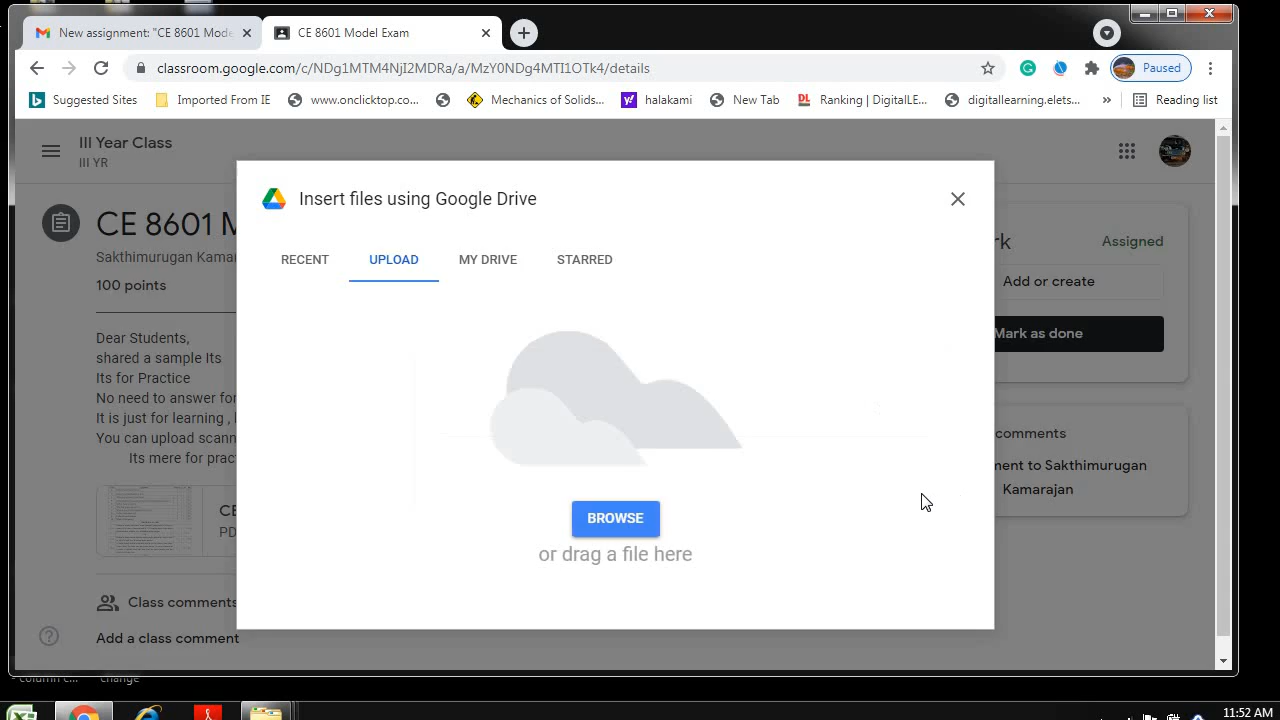 New assignment: "CE 8601 Mode
CE 8601 Model Exam
classroom.google.com/c/NDg1MTM4NjI2NDRa/a/MzY0NDg4MTI1OTk4/details
Paused
Suggested Sites
Imported From IE
www.onclicktop.co...
Mechanics of Solids...
halakami
New Tab
Ranking | DigitalLE...
digitallearning.elets...
»
Reading list
III Year Class
III YR
Insert files using Google Drive
RECENT
UPLOAD
MY DRIVE
STARRED
CE 8601 M
Sakthimurugan Kamar
100 points
rk
Assigned
Add or create
Mark as done
Dear Students,
shared a sample Its
Its for Practice
No need to answer for
It is just for learning ,
You can upload scann
Its mere for prac
CE
PD
BROWSE
or drag a file here
comments
ment to Sakthimurugan
Kamarajan
Class comments
Add a class comment
column c...
change
11:52 AM